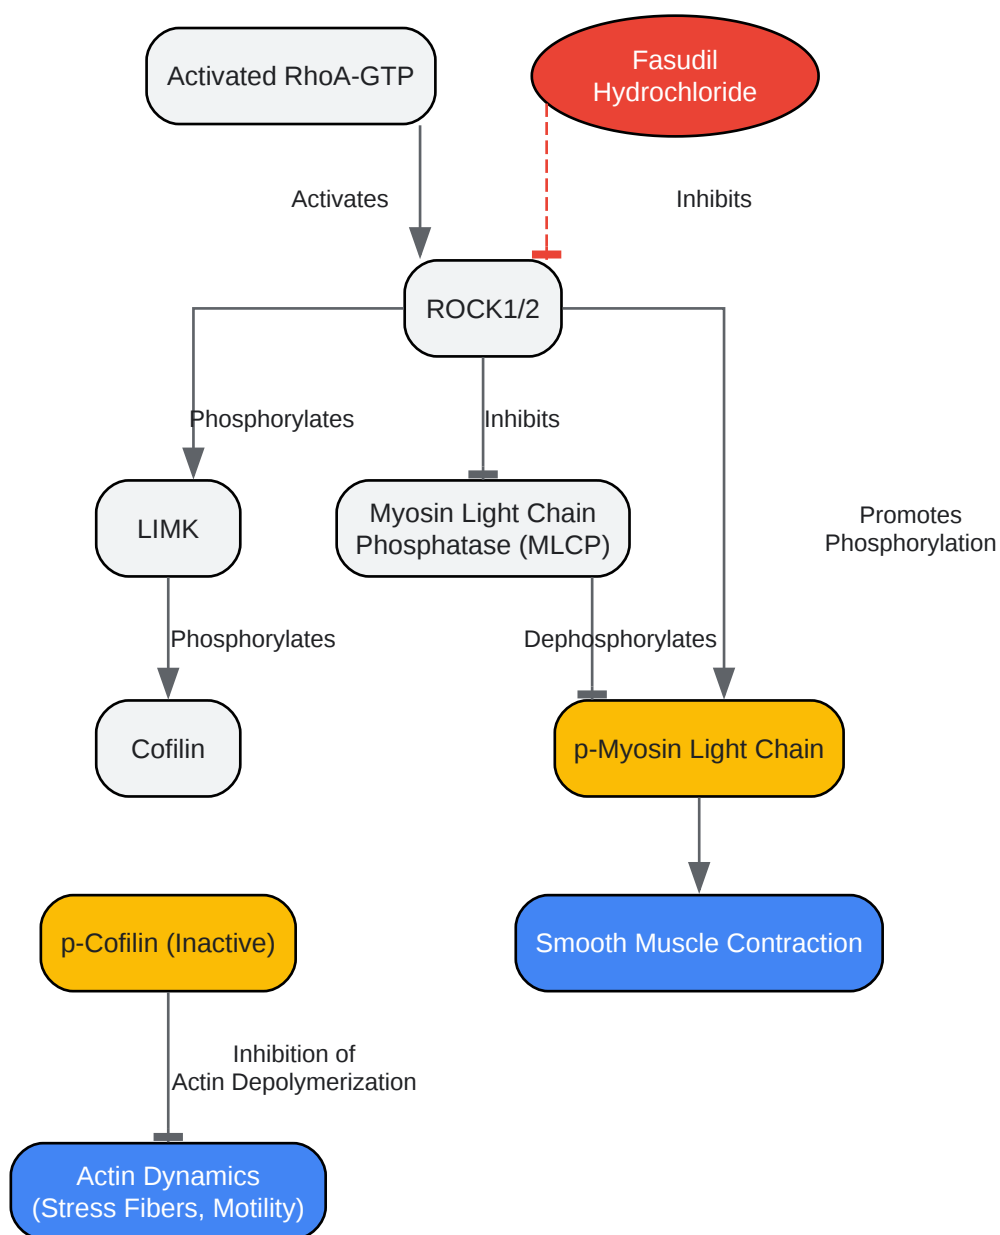 Activated RhoA-GTP
Fasudil
Hydrochloride
Activates
Inhibits
ROCK1/2
Phosphorylates
Inhibits
LIMK
Myosin Light Chain
Phosphatase (MLCP)
Promotes
Phosphorylation
Phosphorylates
Dephosphorylates
Cofilin
p-Myosin Light Chain
p-Cofilin (Inactive)
Smooth Muscle Contraction
Inhibition of
Actin Depolymerization
Actin Dynamics
(Stress Fibers, Motility)